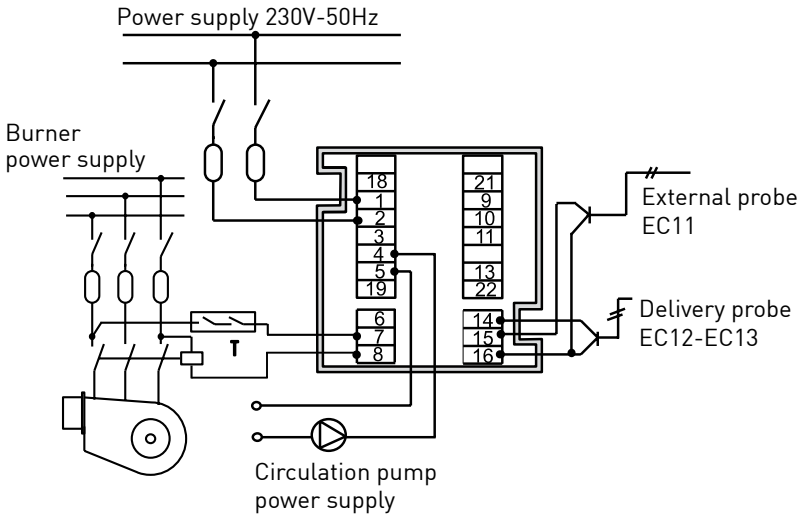 Power supply 230V-50Hz
Burner
power supply
18
1
2
3
4
5
19
6
7
8
21
9
10
11
13
22
14
15
16
External probe
EC11
Delivery probe
EC12-EC13
T
Circulation pump
power supply